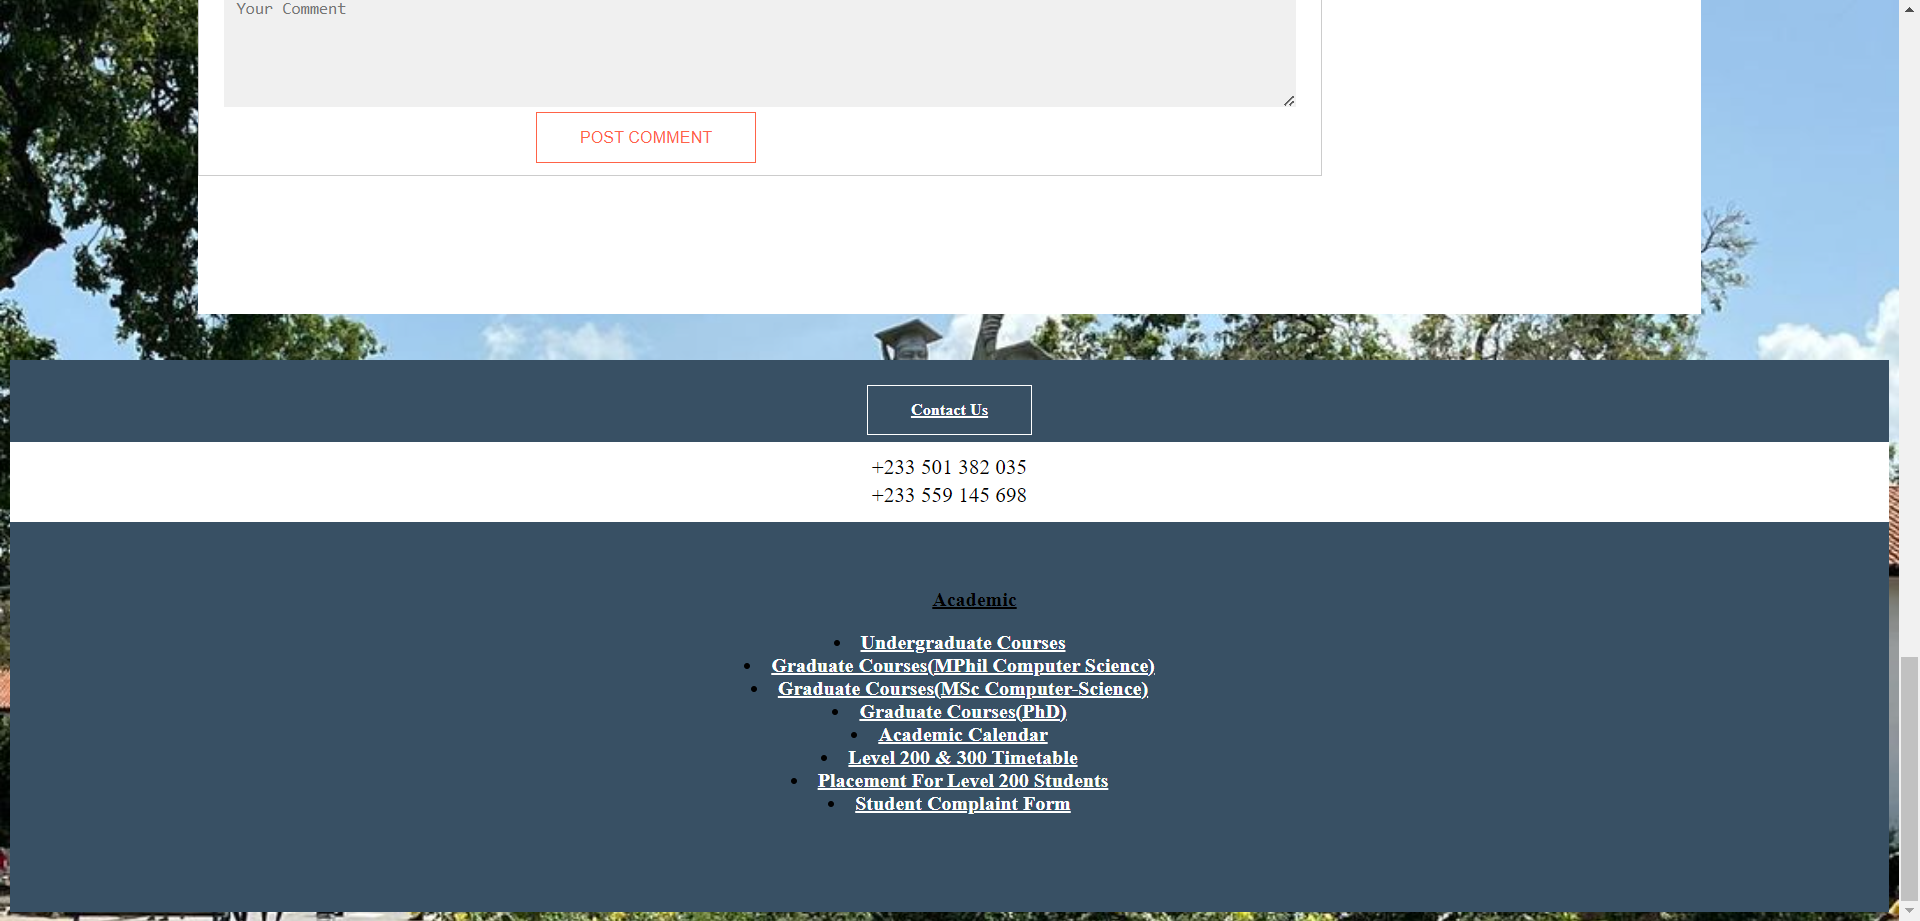 Your Comment
POST COMMENT
Contact Us
+233 501 382 035
+233 559 145 698
Academic
Undergraduate Courses
Graduate Courses(MPhil Computer Science)
Graduate Courses(MSc Computer-Science)
Graduate Courses(PhD)
Academic Calendar
Level 200 & 300 Timetable
Placement For Level 200 Students
Student Complaint Form